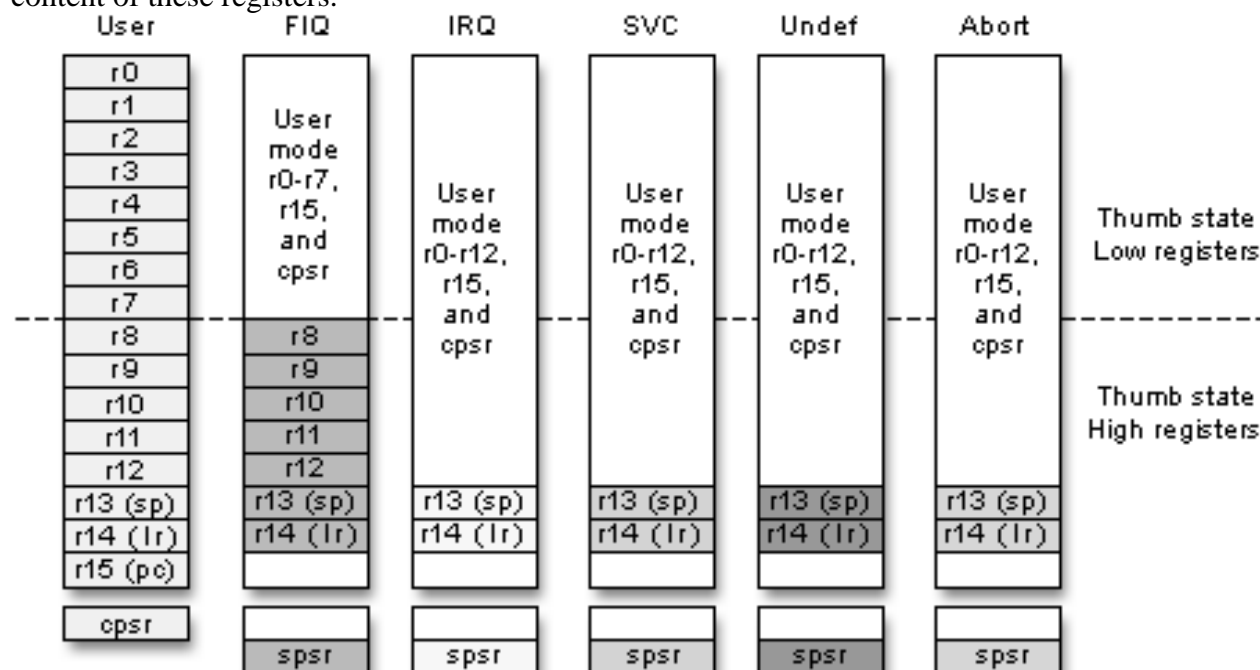 content of these registers.
User FIQ IRQ SVC Undef Abort
r0
r1
r2
r3
r4
r5
r6
r7
r8
r9
r10
r11
r12
r13 (sp)
r14 (lr)
r15 (pc)
cpsr
User
mode
r0-r7,
r15,
and
cpsr
r8
r9
r10
r11
r12
r13 (sp)
r14 (lr)
spsr
User
mode
r0-r12,
r15,
and
cpsr
r13 (sp)
r14 (lr)
spsr
User
mode
r0-r12,
r15,
and
cpsr
r13 (sp)
r14 (lr)
spsr
User
mode
r0-r12,
r15,
and
cpsr
r13 (sp)
r14 (lr)
spsr
User
mode
r0-r12,
r15,
and
cpsr
r13 (sp)
r14 (lr)
spsr
Thumb state
Low registers
Thumb state
High registers